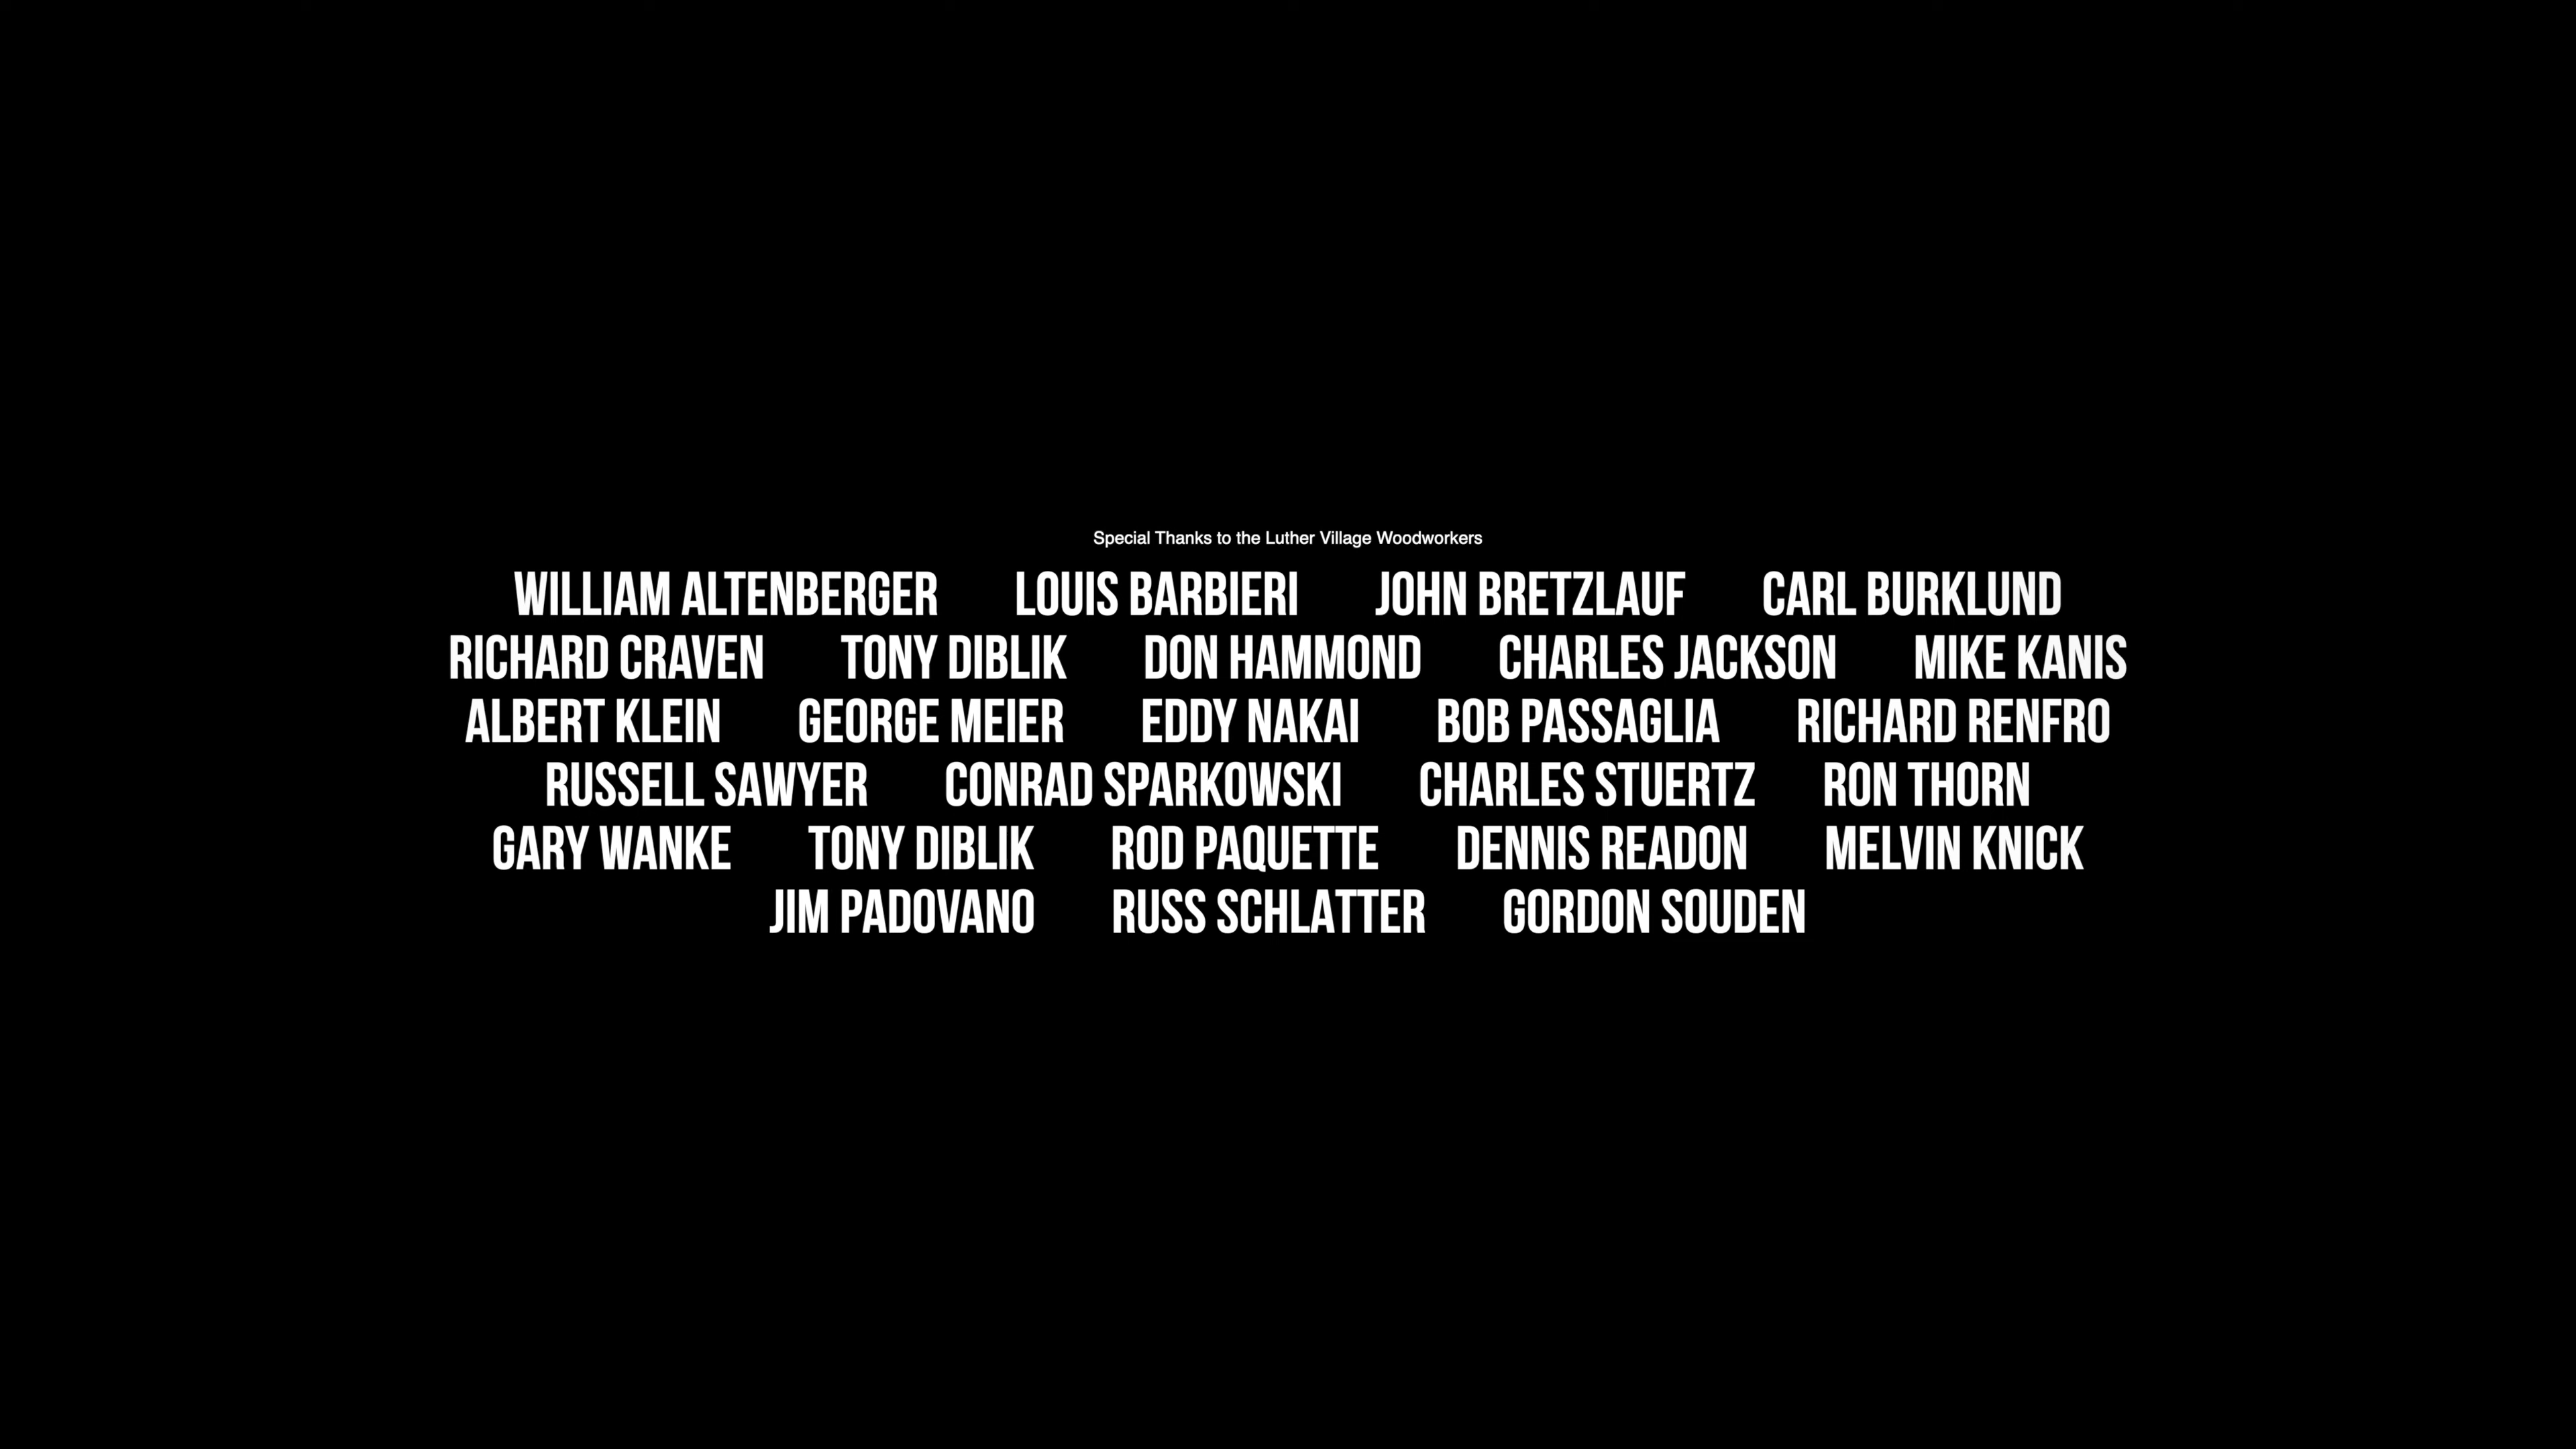 Special Thanks to the Luther Village Woodworkers
WILLIAM ALTENBERGER LOUIS BARBIERI JOHN BRETZLAUF CARL BURKLUND
RICHARD CRAVEN TONY DIBLIK DON HAMMOND CHARLES JACKSON MIKE KANIS
ALBERT KLEIN GEORGE MEIER EDDY NAKAI BOB PASSAGLIA RICHARD RENFRO
RUSSELL SAWYER CONRAD SPARKOWSKI CHARLES STUERTZ RON THORN
GARY WANKE TONY DIBLIK ROD PAQUETTE DENNIS READON MELVIN KNICK
JIM PADOVANO RUSS SCHLATTER GORDON SOUDEN